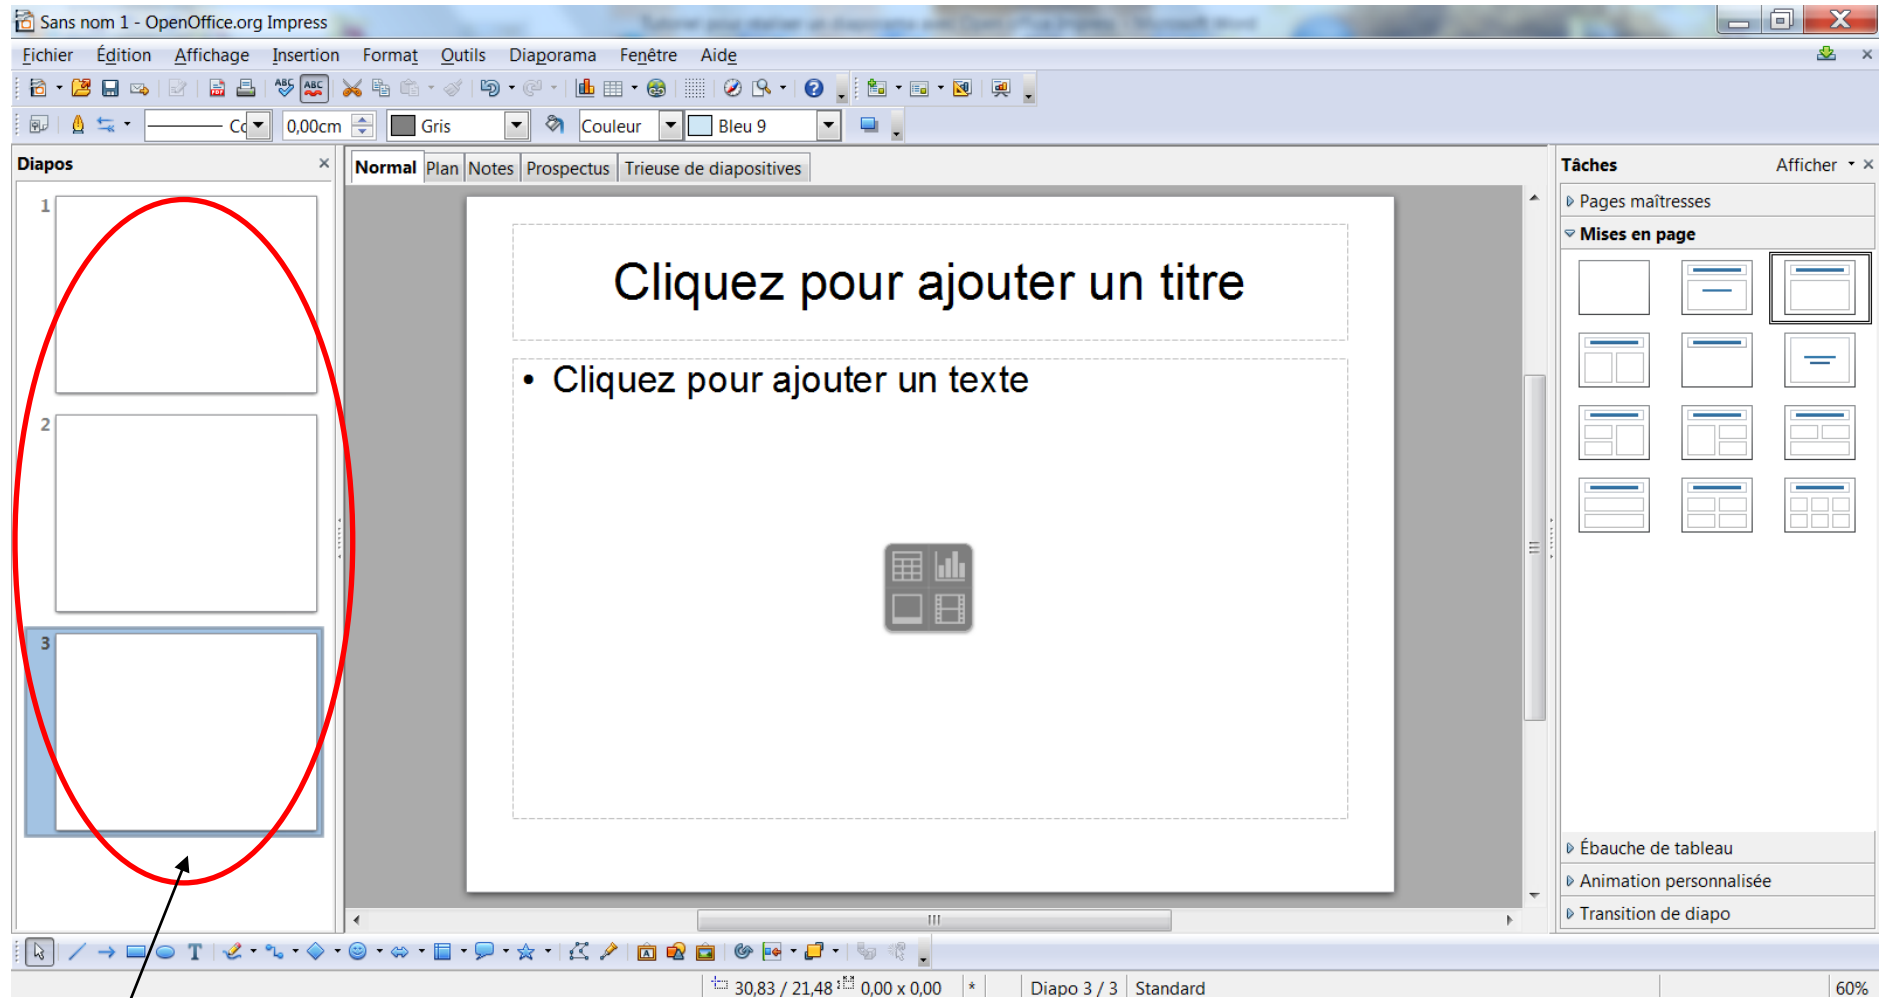 Sans nom 1 - OpenOffice.org Impress
Fichier Édition Affichage Insertion Format Outils Diaporama Fenêtre Aide
0,00cm Gris Couleur Bleu 9
Diapos
Normal Plan Notes Prospectus Trieuse de diapositives
Tâches Afficher
1
2
3
Cliquez pour ajouter un titre
• Cliquez pour ajouter un texte
Pages maîtresses
Mises en page
Ébauche de tableau
Animation personnalisée
Transition de diapo
30,83 / 21,48 0,00 x 0,00 * Diapo 3 / 3 Standard 60%